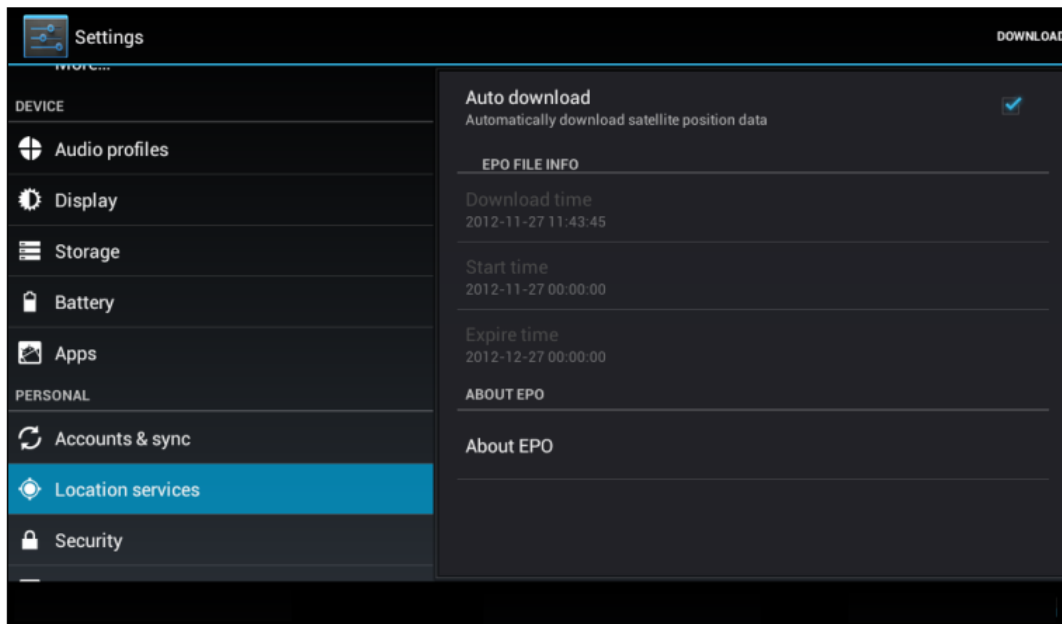 Settings
DOWNLOAD
More...
DEVICE
Audio profiles
Display
Storage
Battery
Apps
PERSONAL
Accounts & sync
Location services
Security
Auto download
Automatically download satellite position data
EPO FILE INFO
Download time
2012-11-27 11:43:45
Start time
2012-11-27 00:00:00
Expire time
2012-12-27 00:00:00
ABOUT EPO
About EPO